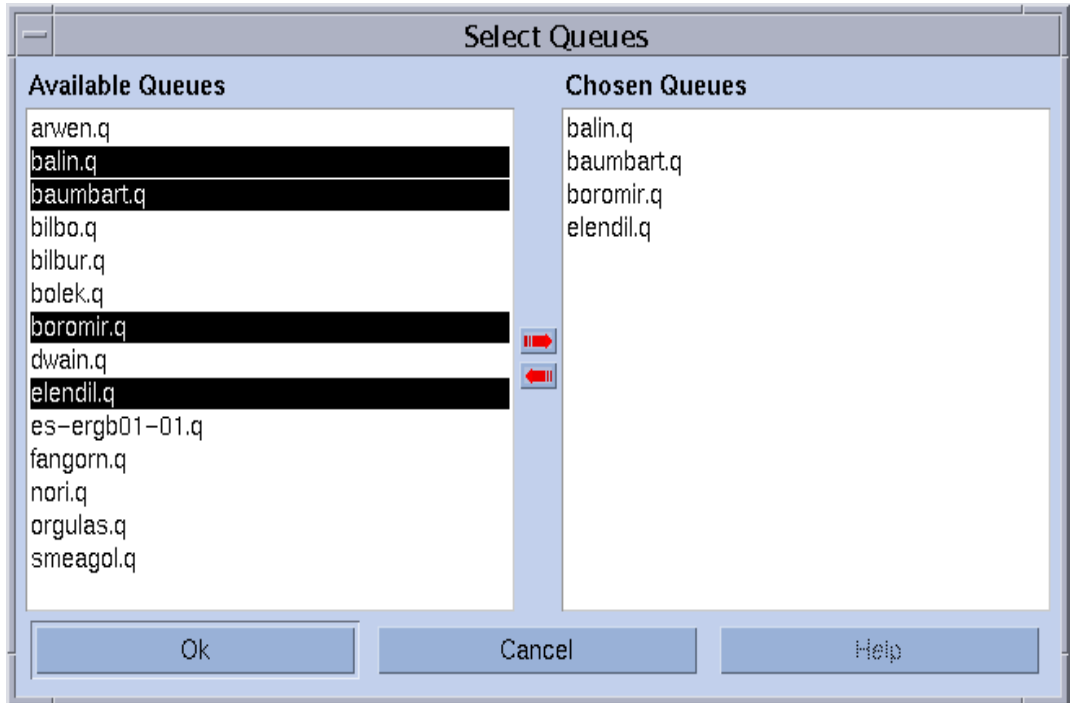 Select Queues
Available Queues
arwen.q
balin.q
baumbart.q
bilbo.q
bilbur.q
bolek.q
boromir.q
dwain.q
elendil.q
es-ergb01-01.q
fangorn.q
nori.q
orgulas.q
smeagol.q
Chosen Queues
balin.q
baumbart.q
boromir.q
elendil.q
Ok
Cancel
Help